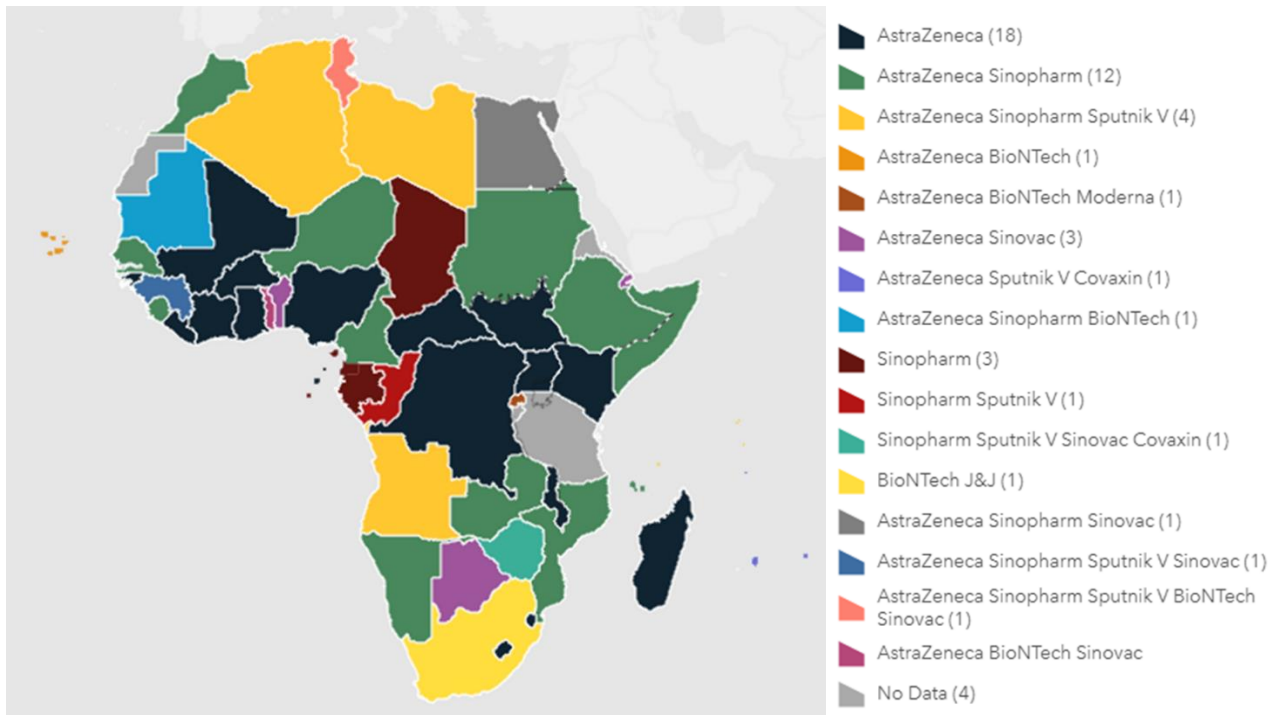 AstraZeneca (18)
AstraZeneca Sinopharm (12)
AstraZeneca Sinopharm Sputnik V (4)
AstraZeneca BioNTech (1)
AstraZeneca BioNTech Moderna (1)
AstraZeneca Sinovac (3)
AstraZeneca Sputnik V Covaxin (1)
AstraZeneca Sinopharm BioNTech (1)
Sinopharm (3)
Sinopharm Sputnik V (1)
Sinopharm Sputnik V Sinovac Covaxin (1)
BioNTech J&J (1)
AstraZeneca Sinopharm Sinovac (1)
AstraZeneca Sinopharm Sputnik V Sinovac (1)
AstraZeneca Sinopharm Sputnik V BioNTech
Sinovac (1)
AstraZeneca BioNTech Sinovac
No Data (4)